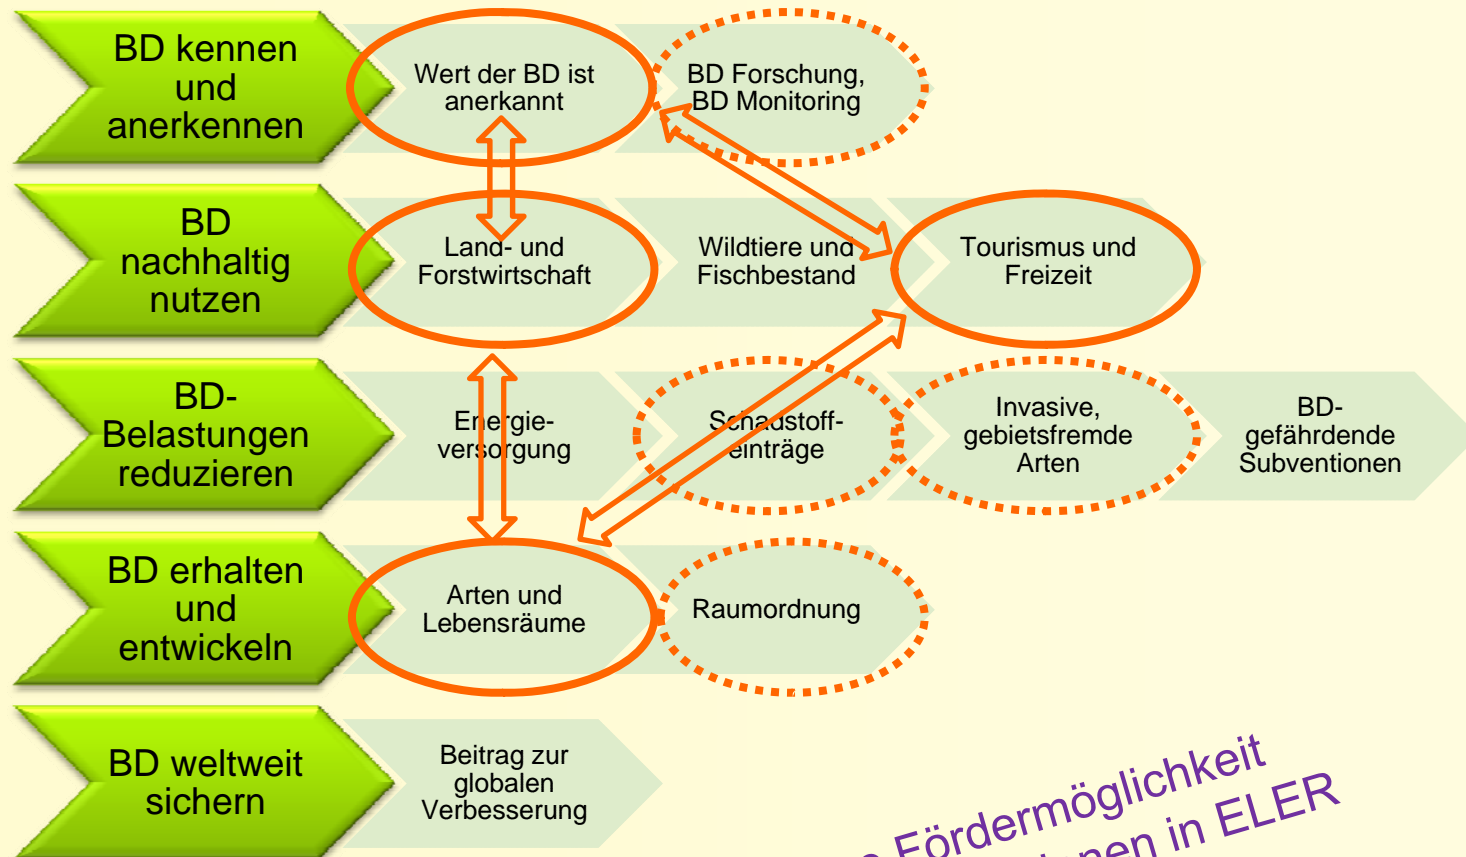 BD kennen
und
anerkennen
Wert der BD ist
anerkannt
BD Forschung,
BD Monitoring
BD
nachhaltig
nutzen
Land- und
Forstwirtschaft
Wildtiere und
Fischbestand
Tourismus und
Freizeit
BD-
Belastungen
reduzieren
Energie-
versorgung
Schadstoff-
einträge
Invasive,
gebietsfremde
Arten
BD-
gefährdende
Subventionen
BD erhalten
und
entwickeln
Arten und
Lebensräume
Raumordnung
BD weltweit
sichern
Beitrag zur
globalen
Verbesserung
Fördermöglichkeit
in ELER